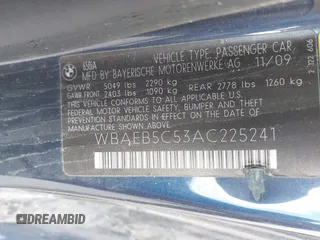 BMW
VEHICLE TYPE PASSENGER CAR
MFD BY BAYERISCHE MOTORENWERKE AG 11/09
GVWR 5049 lbs 2290 kg
GAWR FRONT 2403 lbs 1090 kg REAR 2778 lbs 1260 kg
THIS VEHICLE CONFORMS TO ALL APPLICABLE U.S.
FEDERAL MOTOR VEHICLE SAFETY, BUMPER, AND THEFT
PREVENTION STANDARDS IN EFFECT ON THE DATE OF
MANUFACTURE SHOWN ABOVE.
WBAEB5C53AC225241
DREAMBID